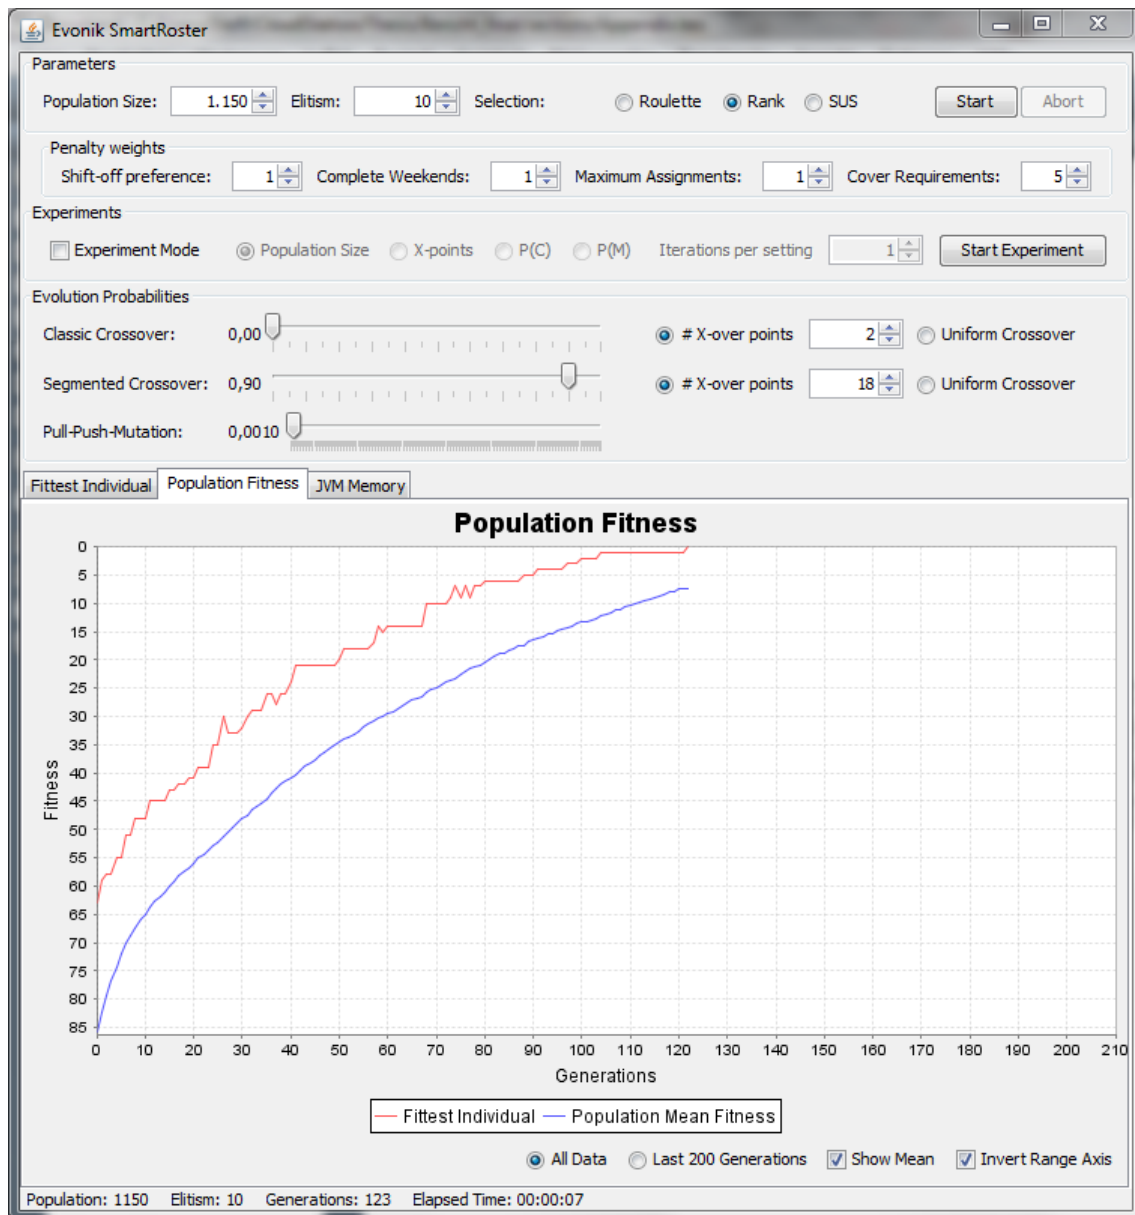 Evonik SmartRoster
Parameters
Population Size: 1.150 Elitism: 10 Selection: Roulette Rank SUS Start Abort
Penalty weights
Shift-off preference: 1 Complete Weekends: 1 Maximum Assignments: 1 Cover Requirements: 5
Experiments
Experiment Mode Population Size X-points P(C) P(M) Iterations per setting 1 Start Experiment
Evolution Probabilities
Classic Crossover: 0,00 # X-over points 2 Uniform Crossover
Segmented Crossover: 0,90 # X-over points 18 Uniform Crossover
Pull-Push-Mutation: 0,0010
Fittest Individual Population Fitness JVM Memory
Population Fitness
0
5
10
15
20
25
30
35
40
45
50
55
60
65
70
75
80
85
Fitness
0 10 20 30 40 50 60 70 80 90 100 110 120 130 140 150 160 170 180 190 200 210
Generations
Fittest Individual Population Mean Fitness
All Data Last 200 Generations Show Mean Invert Range Axis
Population: 1150 Elitism: 10 Generations: 123 Elapsed Time: 00:00:07